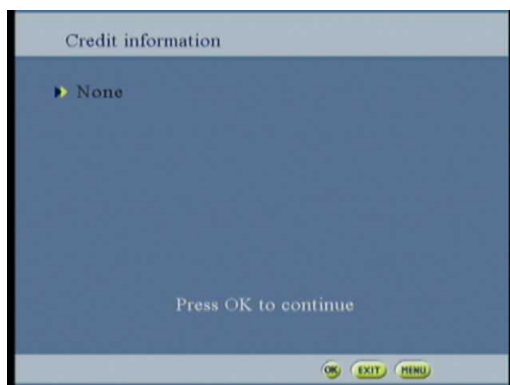 Credit information
None
Press OK to continue
OK EXIT MENU